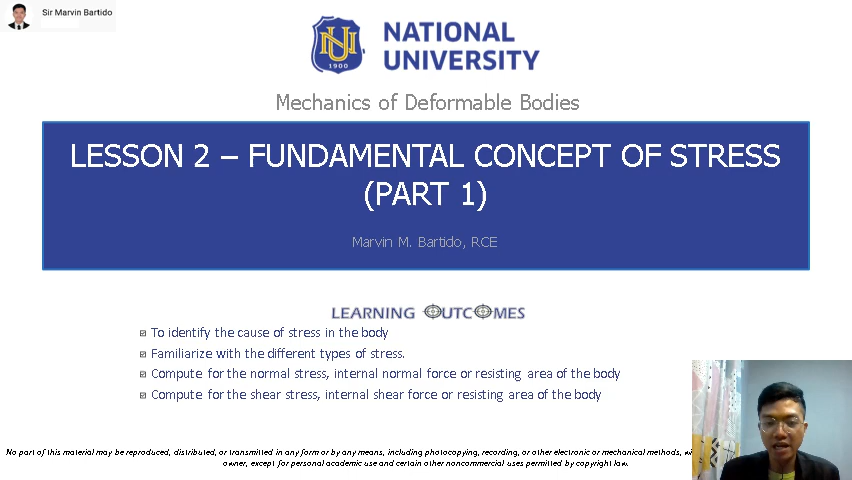 Sir Marvin Bartido
NATIONAL
UNIVERSITY
1900
Mechanics of Deformable Bodies
LESSON 2 – FUNDAMENTAL CONCEPT OF STRESS
(PART 1)
Marvin M. Bartido, RCE
LEARNING OUTCOMES
To identify the cause of stress in the body
Familiarize with the different types of stress.
Compute for the normal stress, internal normal force or resisting area of the body
Compute for the shear stress, internal shear force or resisting area of the body
No part of this material may be reproduced, distributed, or transmitted in any form or by any means, including photocopying, recording, or other electronic or mechanical methods,
owner, except for personal academic use and certain other noncommercial uses permitted by copyright law.